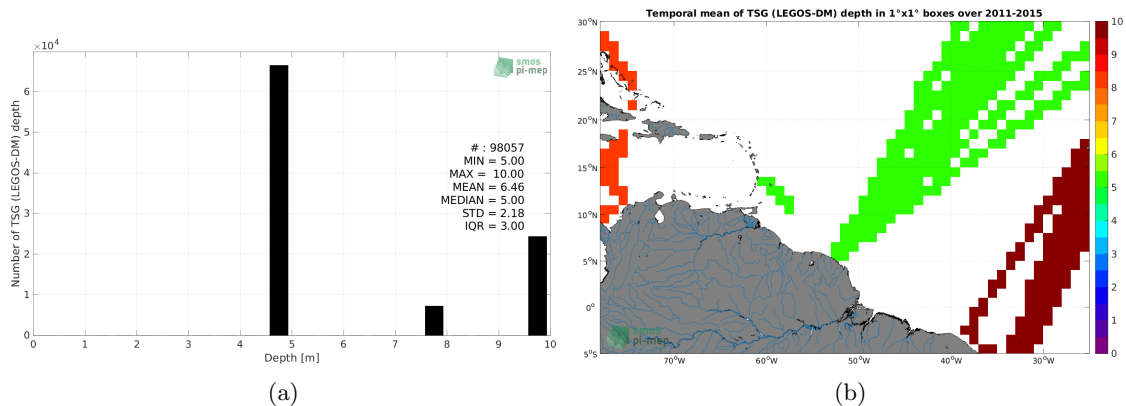 ×10⁴
6
5
4
3
2
1
0
Number of TSG (LEGOS-DM) depth
smos
pi-mep
# : 98057
MIN = 5.00
MAX = 10.00
MEAN = 6.46
MEDIAN = 5.00
STD = 2.18
IQR = 3.00
0 1 2 3 4 5 6 7 8 9 10
Depth [m]
(a)
Temporal mean of TSG (LEGOS-DM) depth in 1°x1° boxes over 2011-2015
30°N
25°N
20°N
15°N
10°N
5°N
0°
5°S
smos
pi-mep
70°W 60°W 50°W 40°W 30°W
10
9
8
7
6
5
4
3
2
1
0
(b)